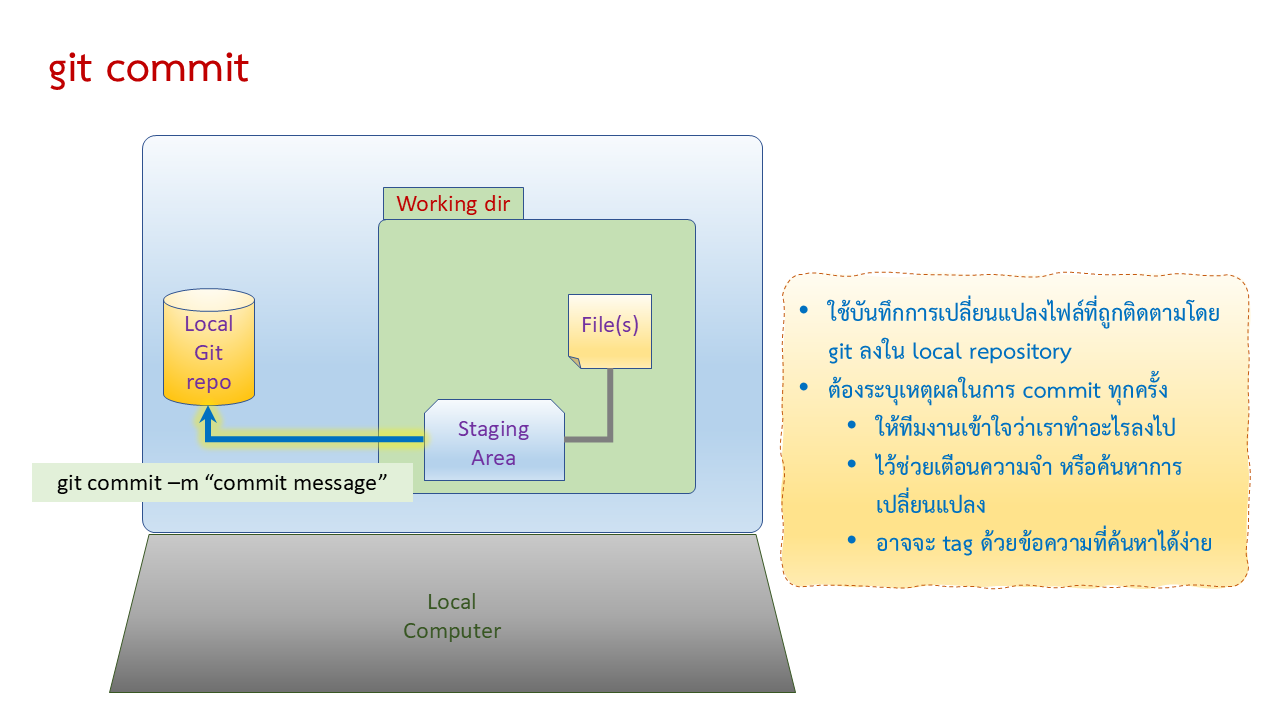 git commit
Working dir
Local
Git
repo
File(s)
Staging
Area
git commit –m “commit message”
Local
Computer
• ใช้บันทึกการเปลี่ยนแปลงไฟล์ที่ถูกติดตามโดย
git ลงใน local repository
• ต้องระบุเหตุผลในการ commit ทุกครั้ง
• ให้ทีมงานเข้าใจว่าเราทำอะไรลงไป
• ไว้ช่วยเตือนความจำ หรือค้นหาการ
เปลี่ยนแปลง
• อาจจะ tag ด้วยข้อความที่ค้นหาได้ง่าย